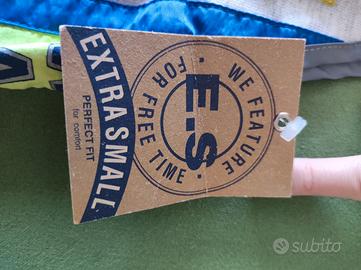 WE FEATURE
E.S
FOR FREE TIME
EXTRA SMALL
PERFECT FIT
for comfort
subito